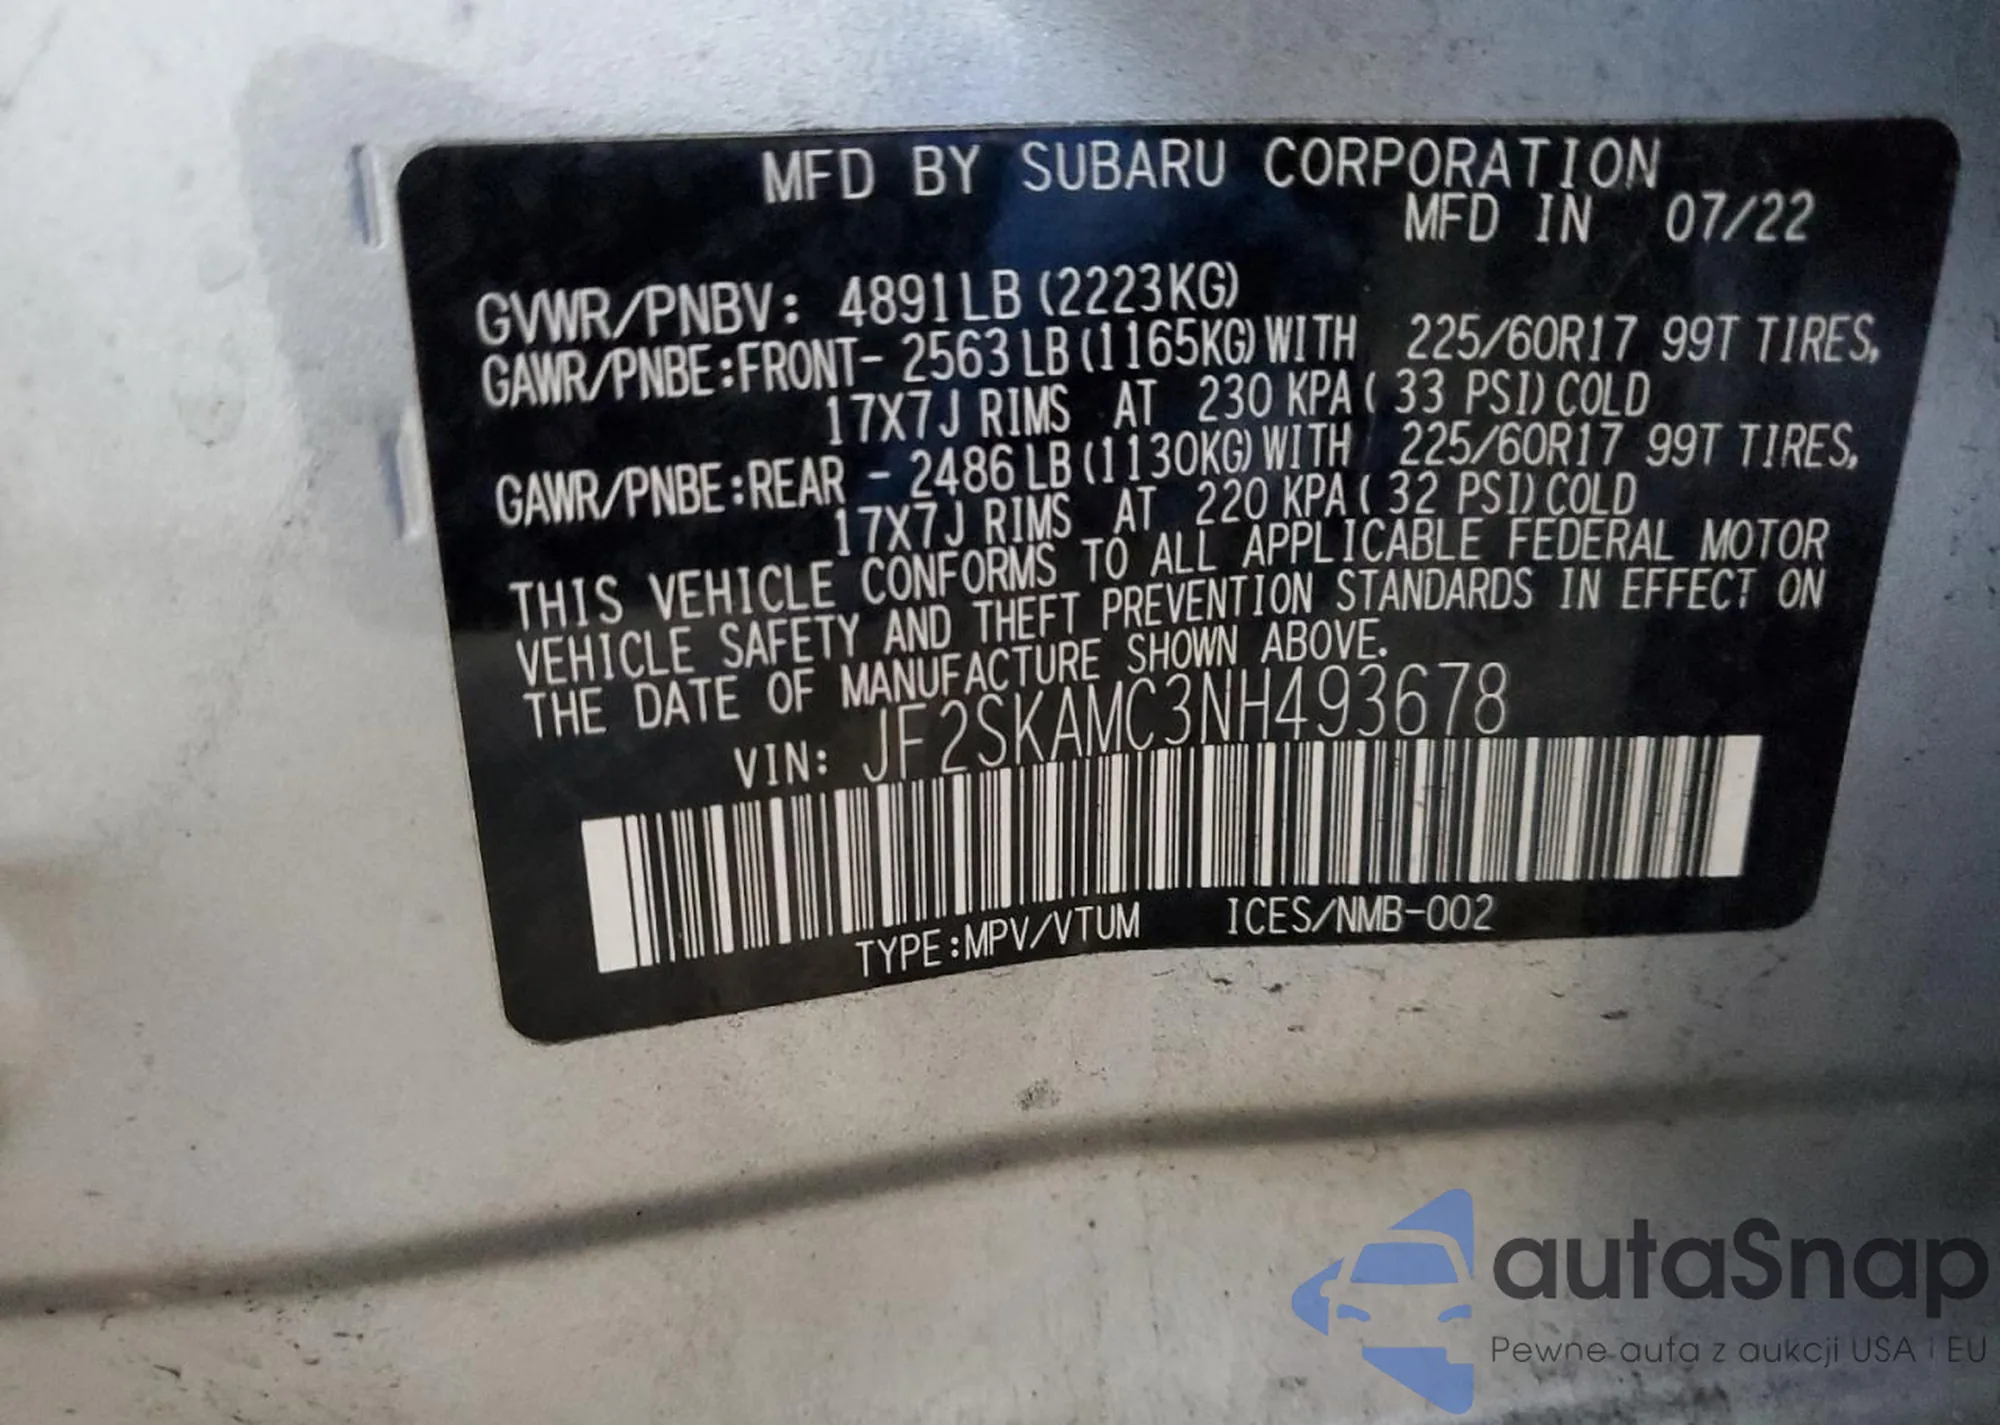 MFD BY SUBARU CORPORATION
MFD IN 07/22
GVWR/PNBV: 4891LB (2223KG)
GAWR/PNBE:FRONT- 2563LB (1165KG) WITH 225/60R17 99T TIRES,
17X7J RIMS AT 230 KPA ( 33 PSI) COLD
GAWR/PNBE:REAR - 2486LB (1130KG) WITH 225/60R17 99T TIRES,
17X7J RIMS AT 220 KPA ( 32 PSI) COLD
THIS VEHICLE CONFORMS TO ALL APPLICABLE FEDERAL MOTOR
VEHICLE SAFETY AND THEFT PREVENTION STANDARDS IN EFFECT ON
THE DATE OF MANUFACTURE SHOWN ABOVE.
VIN: JF2SKAMC3NH493678
TYPE:MPV/VTUM ICES/NMB-002
autaSnap
Pewne auta z aukcji USA i EU